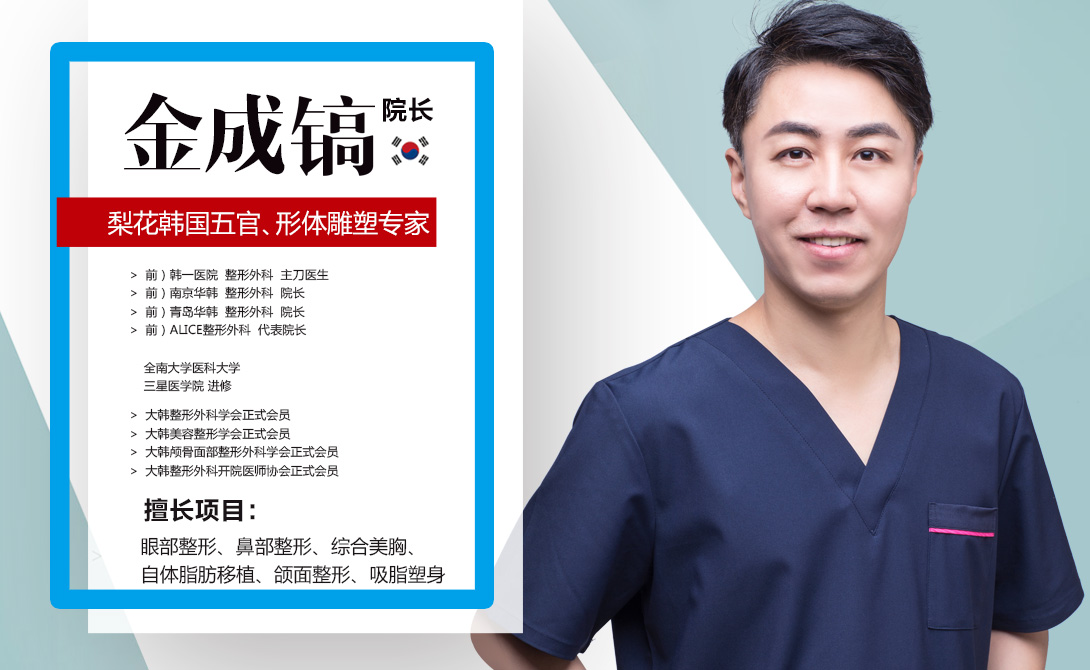 金成镐 院长
梨花韩国五官、形体雕塑专家
> 前）韩一医院 整形外科 主刀医生
> 前）南京华韩 整形外科 院长
> 前）青岛华韩 整形外科 院长
> 前）ALICE整形外科 代表院长
全南大学医科大学
三星医学院 进修
> 大韩整形外科学会正式会员
> 大韩美容整形学会正式会员
> 大韩颅骨面部整形外科学会正式会员
> 大韩整形外科开院医师协会正式会员
擅长项目：
眼部整形、鼻部整形、综合美胸、
自体脂肪移植、颌面整形、吸脂塑身